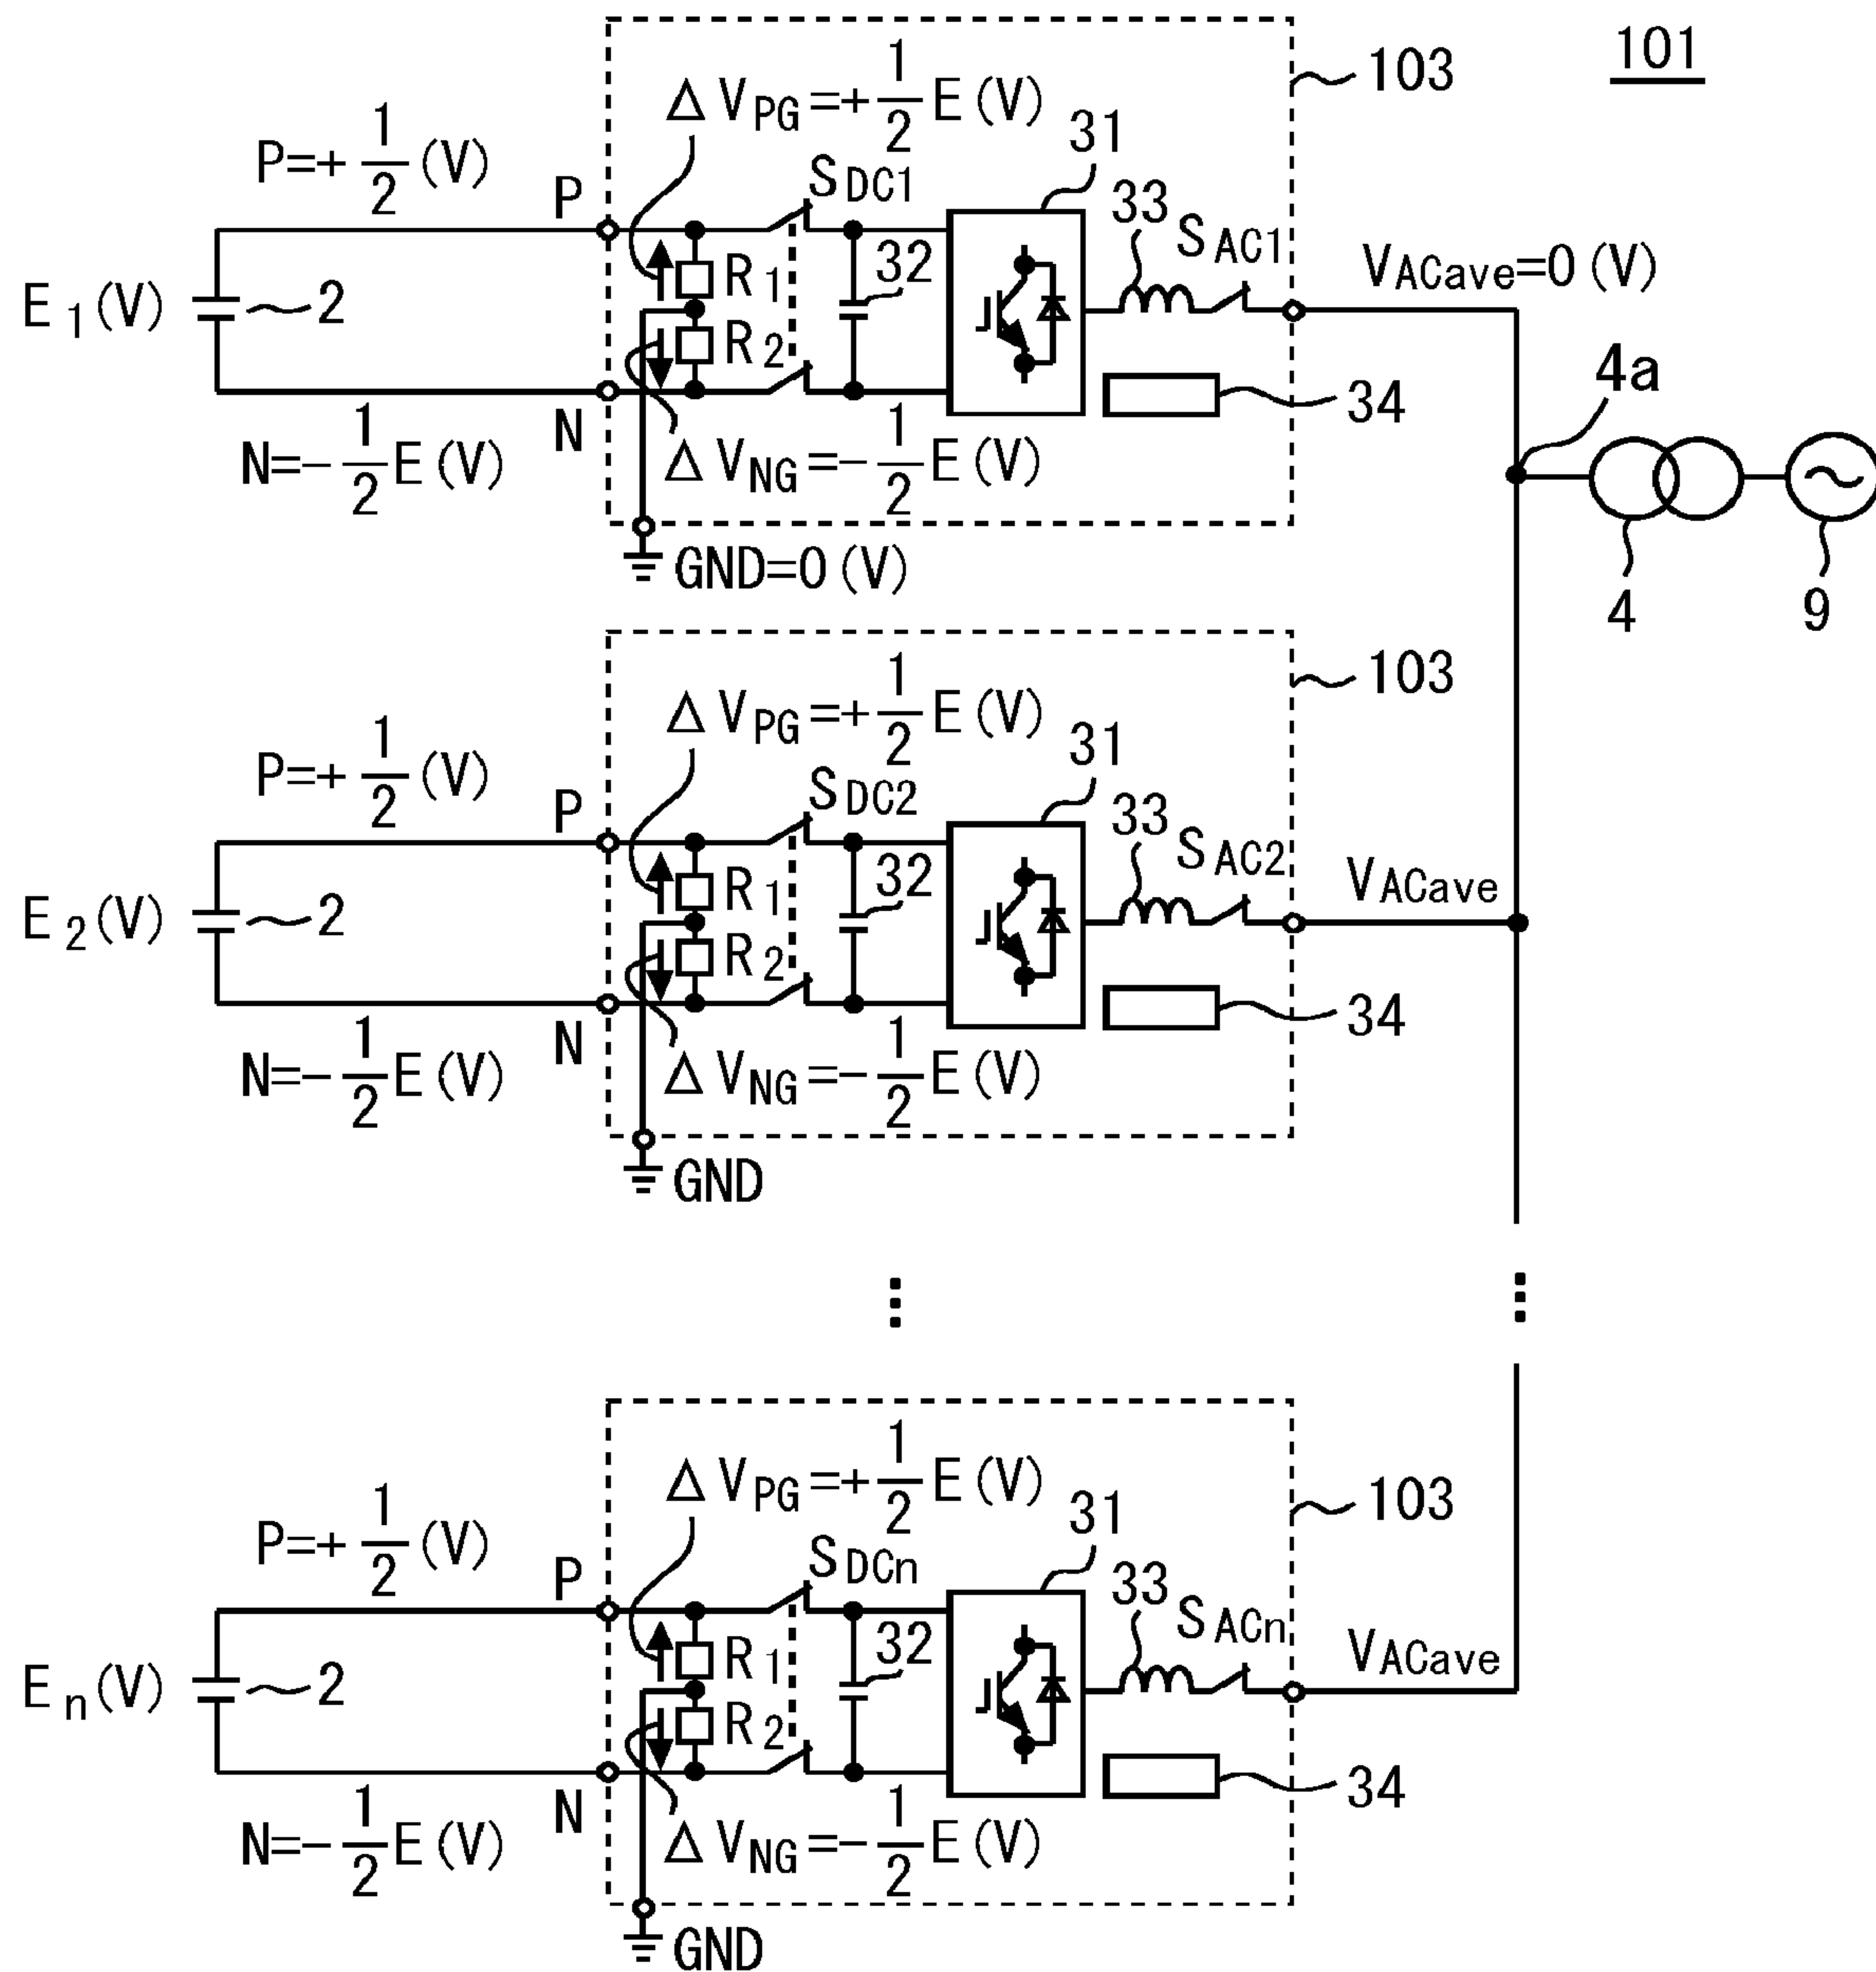 101
103
ΔV_PG=+1/2E(V)
31
P=+1/2(V)
P
S_DC1
33
S_AC1
V_ACave=0(V)
E_1(V)
2
R_1
32
R_2
34
4a
N
N=-1/2E(V)
ΔV_NG=-1/2E(V)
GND=0(V)
4
9
103
ΔV_PG=+1/2E(V)
31
P=+1/2(V)
P
S_DC2
33
S_AC2
V_ACave
E_2(V)
2
R_1
32
R_2
34
N
N=-1/2E(V)
ΔV_NG=-1/2E(V)
GND
103
ΔV_PG=+1/2E(V)
31
P=+1/2(V)
P
S_DCn
33
S_ACn
V_ACave
E_n(V)
2
R_1
32
R_2
34
N
N=-1/2E(V)
ΔV_NG=-1/2E(V)
GND